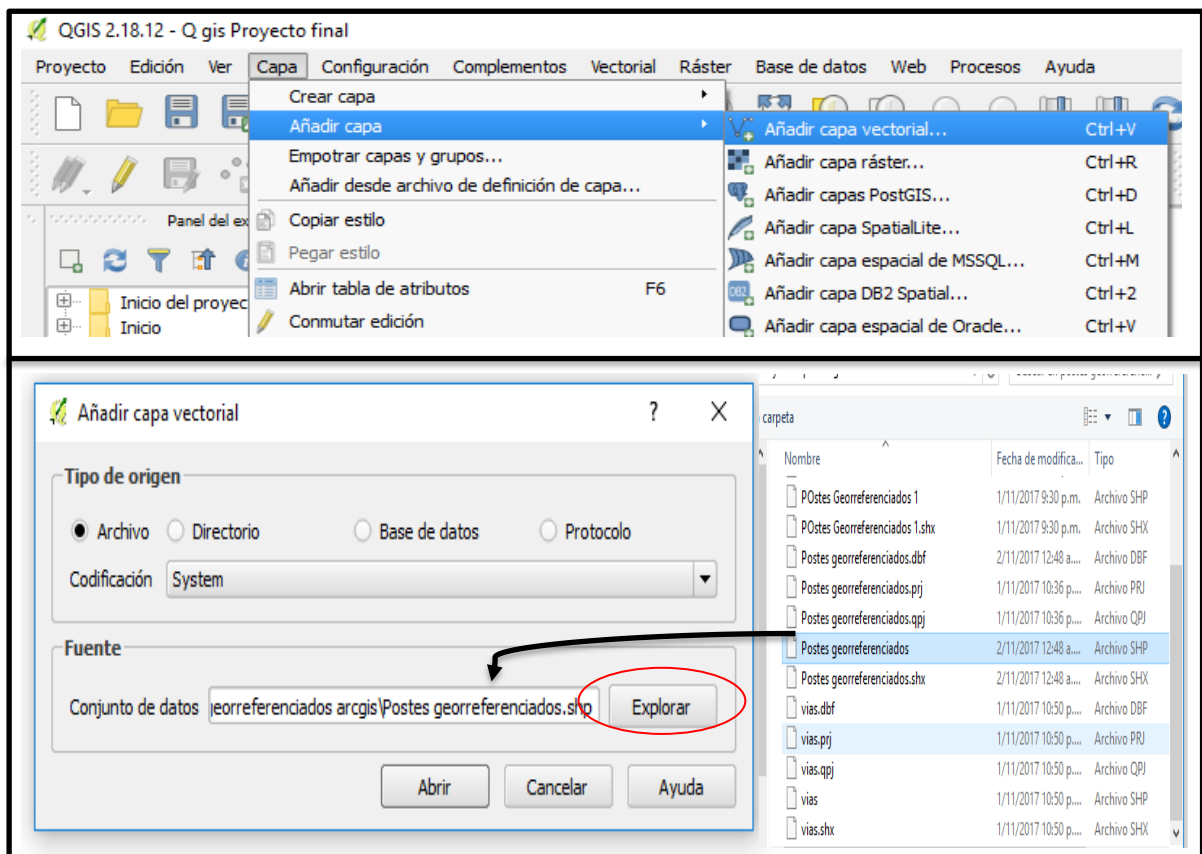 QGIS 2.18.12 - Q gis Proyecto final
Proyecto Edición Ver Capa Configuración Complementos Vectorial Ráster Base de datos Web Procesos Ayuda
Crear capa
Añadir capa
Empotrar capas y grupos...
Añadir desde archivo de definición de capa...
Panel del ex
Copiar estilo
Pegar estilo
Abrir tabla de atributos F6
Conmutar edición
Inicio del proyec
Inicio
Añadir capa vectorial... Ctrl+V
Añadir capa ráster... Ctrl+R
Añadir capas PostGIS... Ctrl+D
Añadir capa SpatiaLite... Ctrl+L
Añadir capa espacial de MSSQL... Ctrl+M
DB2 Añadir capa DB2 Spatial... Ctrl+2
Añadir capa espacial de Oracle... Ctrl+V
Añadir capa vectorial ? X
Tipo de origen
Archivo Directorio Base de datos Protocolo
Codificación System
Fuente
Conjunto de datos eorreferenciados arcgis\Postes georreferenciados.shp Explorar
Abrir Cancelar Ayuda
carpeta
Nombre Fecha de modifica... Tipo
POstes Georreferenciados 1 1/11/2017 9:30 p.m. Archivo SHP
POstes Georreferenciados 1.shx 1/11/2017 9:30 p.m. Archivo SHX
Postes georreferenciados.dbf 2/11/2017 12:48 a.... Archivo DBF
Postes georreferenciados.prj 1/11/2017 10:36 p.... Archivo PRJ
Postes georreferenciados.qpj 1/11/2017 10:36 p.... Archivo QPJ
Postes georreferenciados 2/11/2017 12:48 a.... Archivo SHP
Postes georreferenciados.shx 2/11/2017 12:48 a.... Archivo SHX
vias.dbf 1/11/2017 10:50 p.... Archivo DBF
vias.prj 1/11/2017 10:50 p.... Archivo PRJ
vias.qpj 1/11/2017 10:50 p.... Archivo QPJ
vias 1/11/2017 10:50 p.... Archivo SHP
vias.shx 1/11/2017 10:50 p.... Archivo SHX